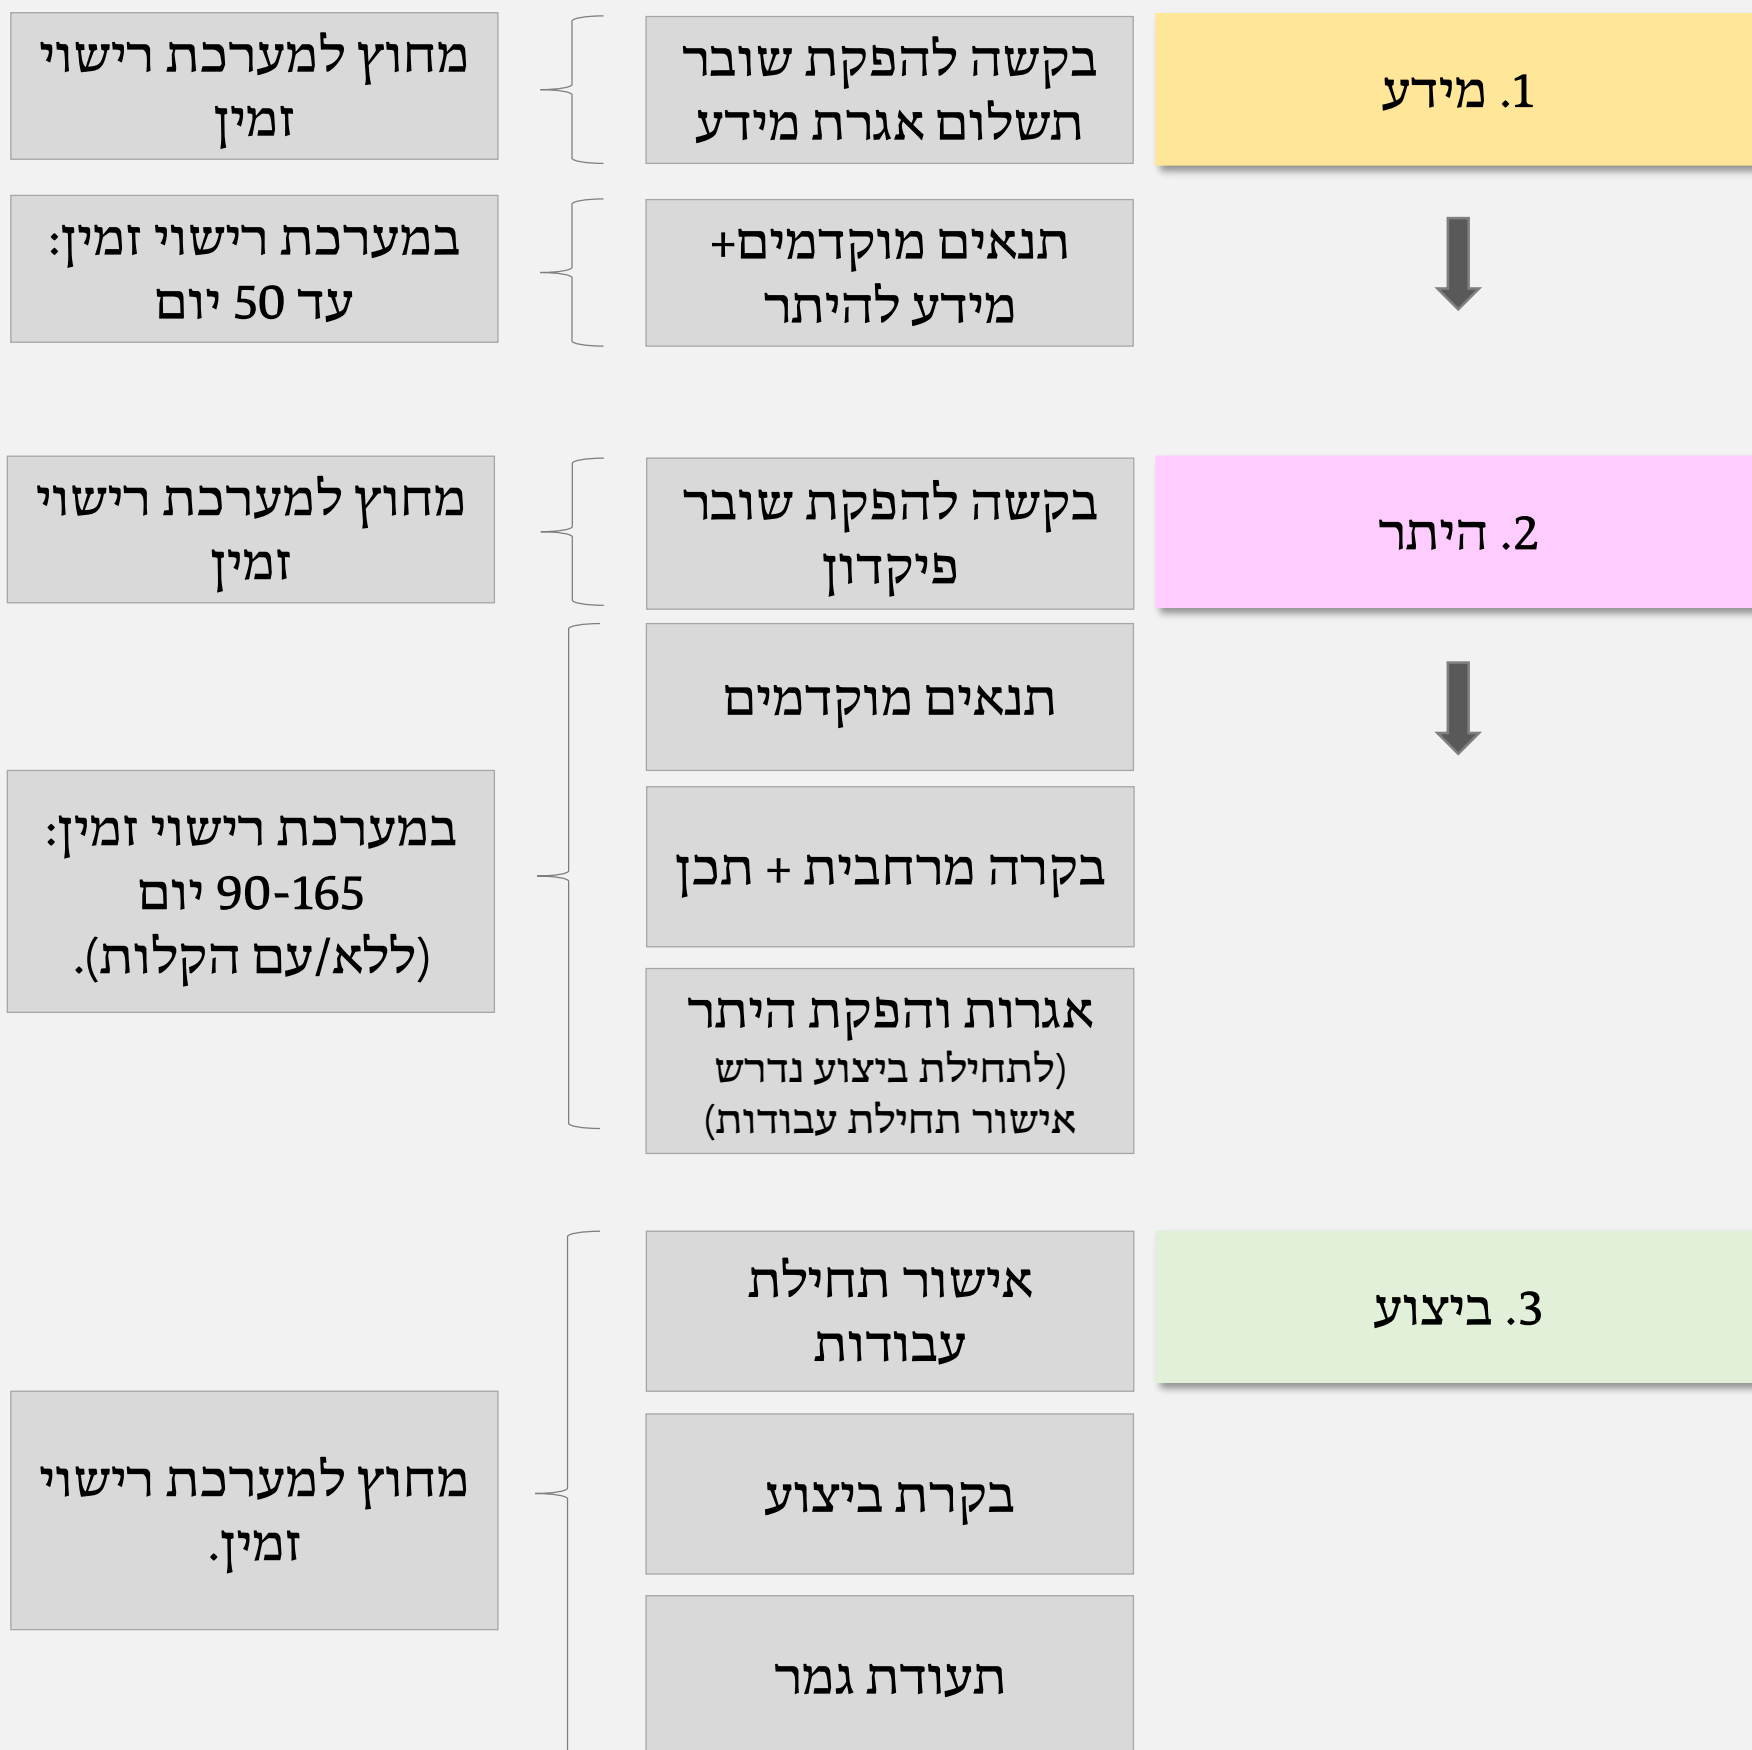 1. מידע
בקשה להפקת שובר
תשלום אגרת מידע
מחוץ למערכת רישוי
זמין
תנאים מוקדמים+
מידע להיתר
במערכת רישוי זמין:
עד 50 יום
2. היתר
בקשה להפקת שובר
פיקדון
מחוץ למערכת רישוי
זמין
תנאים מוקדמים
בקרה מרחבית + תכן
אגרות והפקת היתר
(לתחילת ביצוע נדרש
אישור תחילת עבודות)
במערכת רישוי זמין:
90-165 יום
(ללא/עם הקלות).
3. ביצוע
אישור תחילת
עבודות
בקרת ביצוע
תעודת גמר
מחוץ למערכת רישוי
זמין.